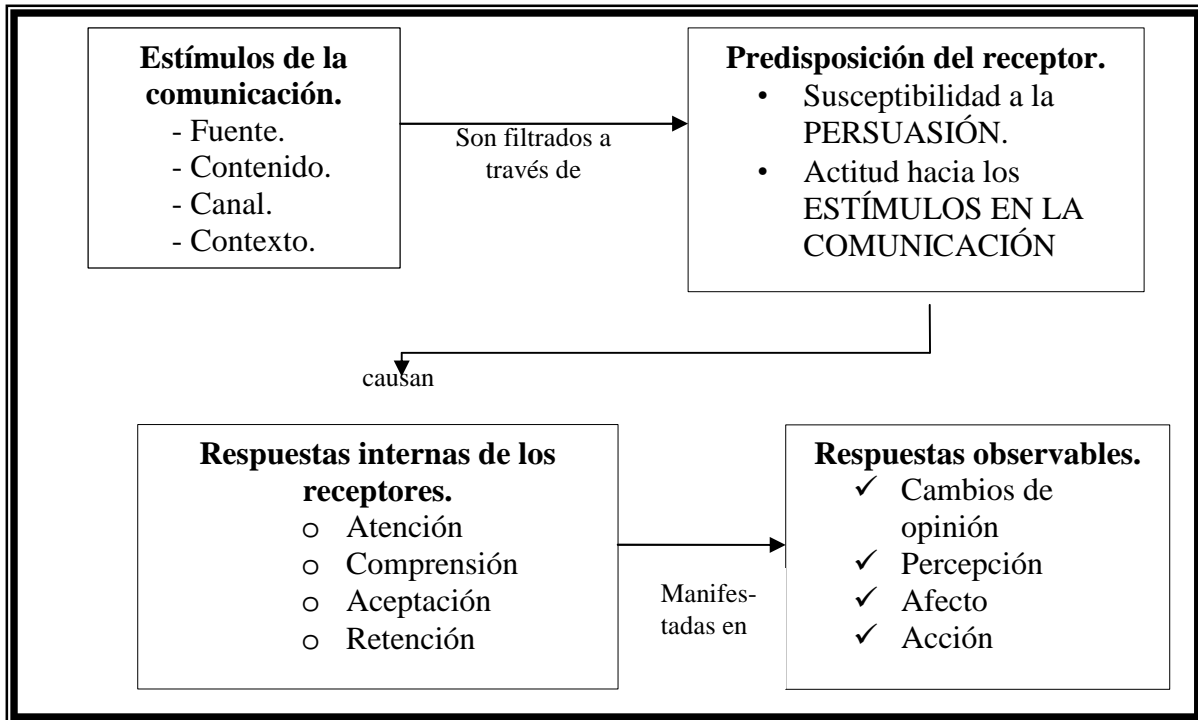 Estímulos de la
comunicación.
- Fuente.
- Contenido.
- Canal.
- Contexto.
Son filtrados a
través de
Predisposición del receptor.
• Susceptibilidad a la
PERSUASIÓN.
• Actitud hacia los
ESTÍMULOS EN LA
COMUNICACIÓN
causan
Respuestas internas de los
receptores.
o Atención
o Comprensión
o Aceptación
o Retención
Manifes-
tadas en
Respuestas observables.
✓ Cambios de
opinión
✓ Percepción
✓ Afecto
✓ Acción